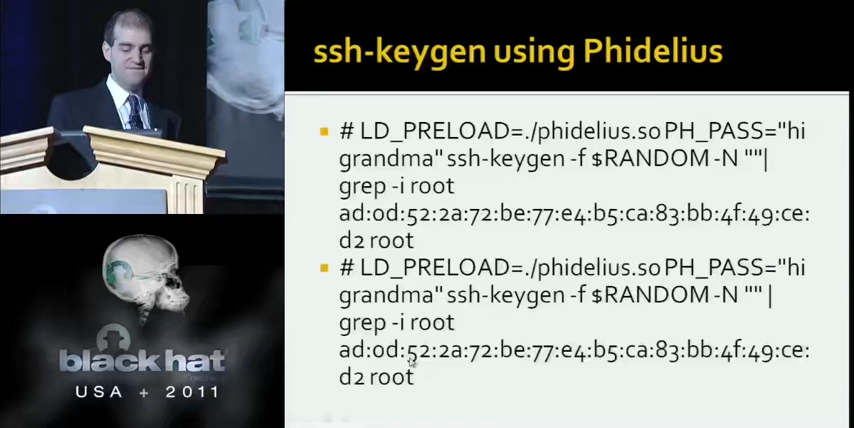 ssh-keygen using Phidelius
# LD_PRELOAD=./phidelius.so PH_PASS="hi
grandma" ssh-keygen -f $RANDOM -N ""|
grep -i root
ad:0d:52:2a:72:be:77:e4:b5:ca:83:bb:4f:49:ce:
d2 root
# LD_PRELOAD=./phidelius.so PH_PASS="hi
grandma" ssh-keygen -f $RANDOM -N "" |
grep -i root
ad:0d:52:2a:72:be:77:e4:b5:ca:83:bb:4f:49:ce:
d2 root
black hat
USA + 2011